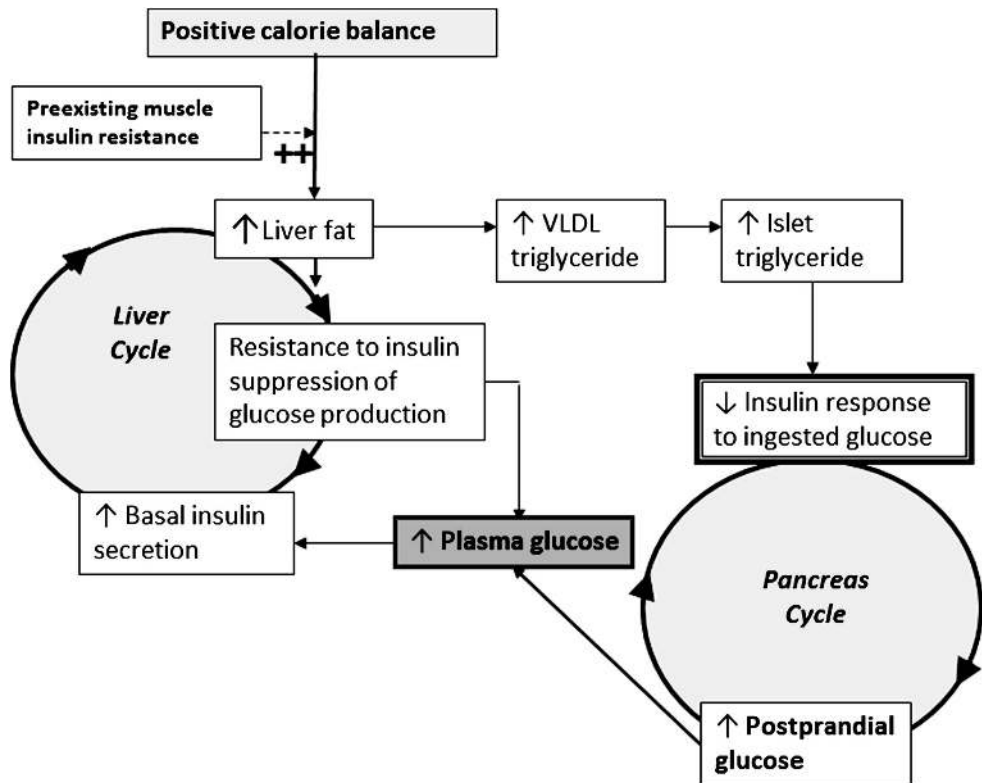 Positive calorie balance
Preexisting muscle
insulin resistance
++
↑ Liver fat
↑ VLDL
triglyceride
↑ Islet
triglyceride
Liver
Cycle
Resistance to insulin
suppression of
glucose production
↓ Insulin response
to ingested glucose
↑ Basal insulin
secretion
↑ Plasma glucose
Pancreas
Cycle
↑ Postprandial
glucose